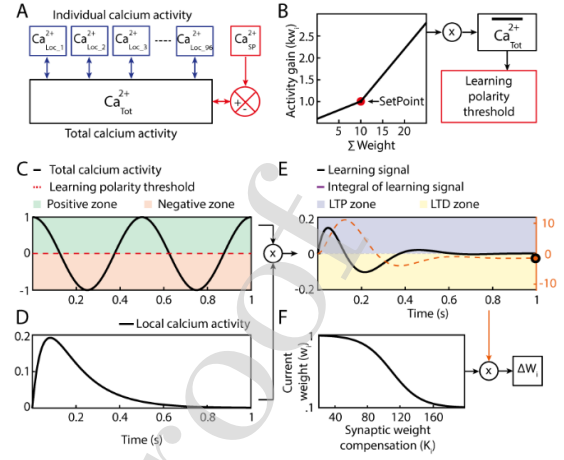 A
Individual calcium activity
Ca2+Loc_1
Ca2+Loc_2
Ca2+Loc_3
----
Ca2+Loc_96
Ca2+SP
Ca2+Tot
+
-
Total calcium activity
B
Activity gain (kwi)
2.5
2.0
1.5
1.0
SetPoint
5 10 15 20
∑ Weight
x
Ca2+Tot
Learning
polarity
threshold
C
Total calcium activity
Learning polarity threshold
Positive zone
Negative zone
1
0
-1
0 0.2 0.4 0.6 0.8 1
x
D
Local calcium activity
0.2
0.1
0
0 0.2 0.4 0.6 0.8 1
Time (s)
E
Learning signal
Integral of learning signal
LTP zone
LTD zone
0.2
0
-0.2
10
0
-10
0.2 0.4 0.6 0.8 1
Time (s)
F
Current
weight (wi)
1
.1
40 80 120 160
Synaptic weight
compensation (Ki)
x
ΔWi
roof